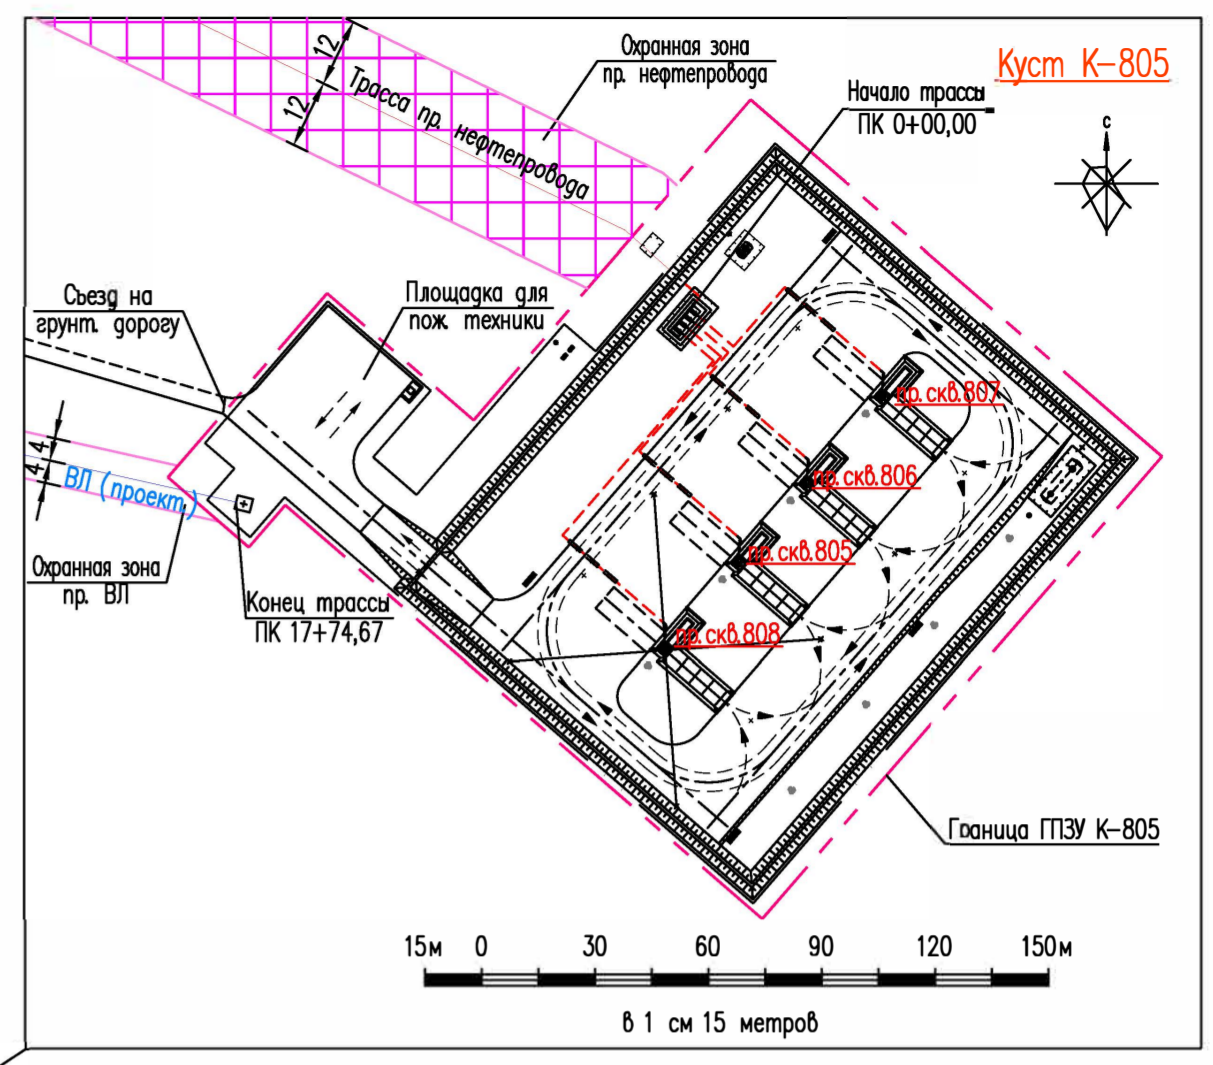 Куст К-805
Охранная зона
пр. нефтепровода
12
12
Трасса пр. нефтепровода
Начало трассы
ПК 0+00,00
с
Съезд на
грунт. дорогу
Площадка для
пож. техники
4
4
ВЛ (проект.)
Охранная зона
пр. ВЛ
Конец трассы
ПК 17+74,67
пр. скв.807
пр. скв.806
пр. скв.805
пр. скв.808
Граница ГПЗУ К-805
15м 0 30 60 90 120 150м
в 1 см 15 метров